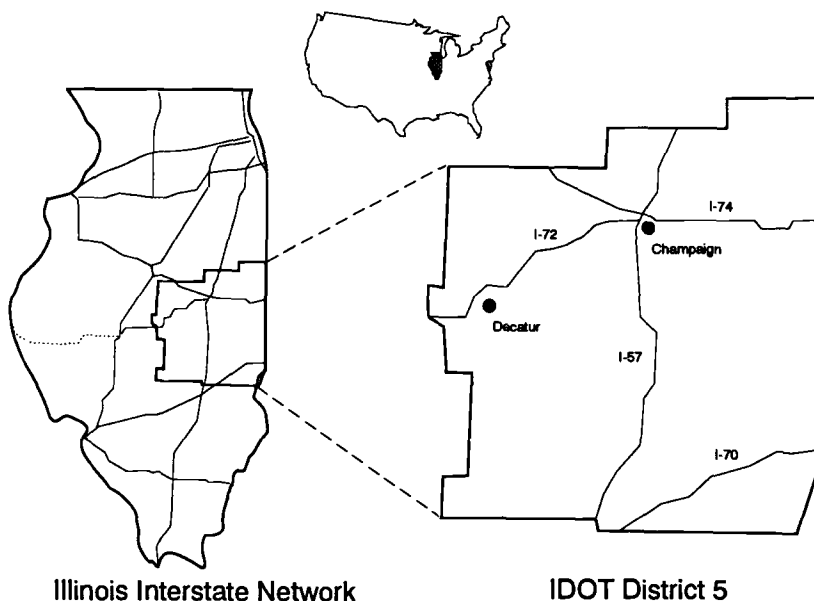 I-74
I-72
Champaign
Decatur
I-57
I-70
Illinois Interstate Network
IDOT District 5